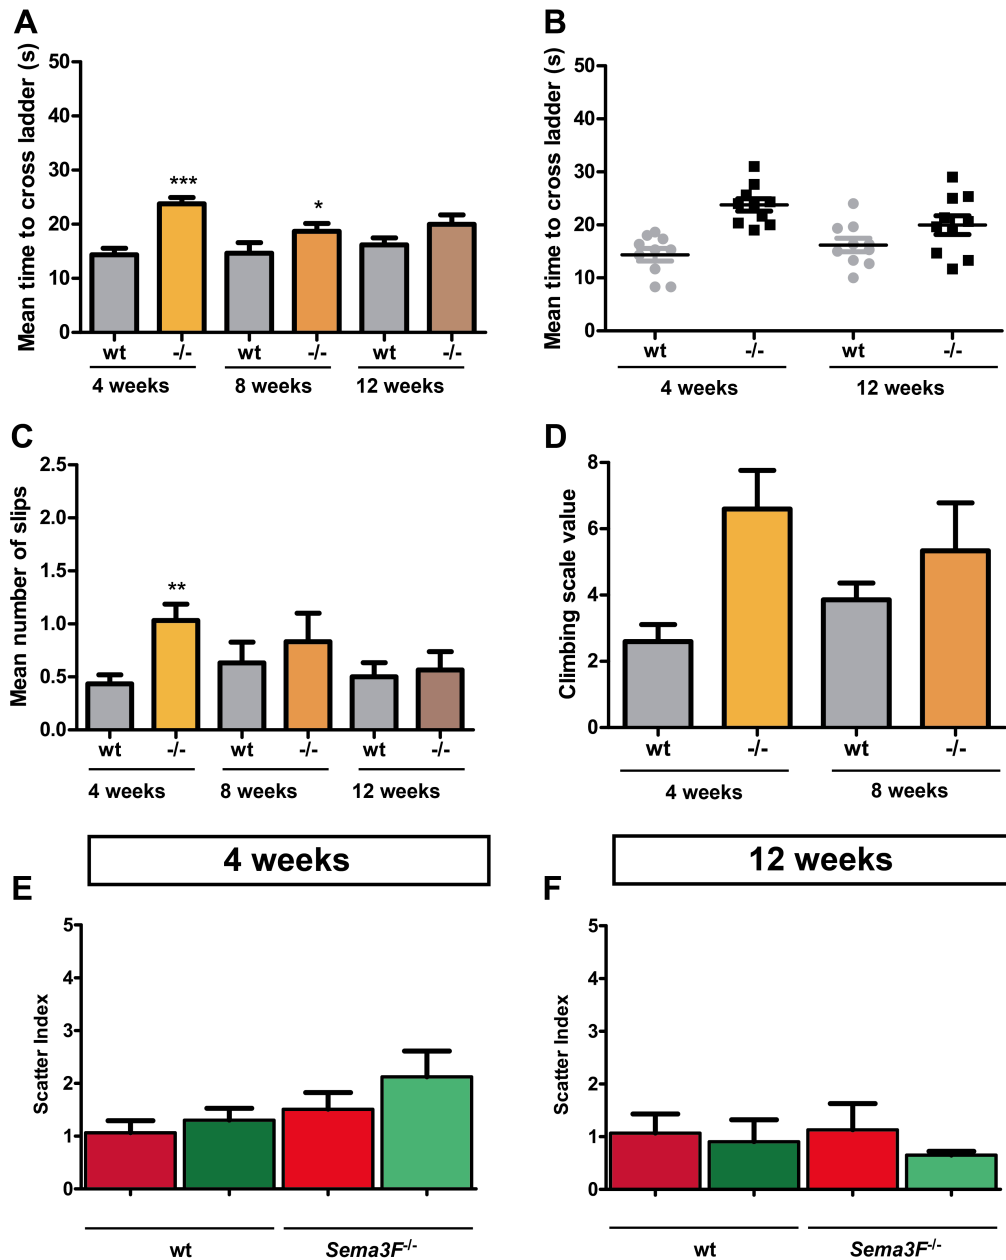 A
Mean time to cross ladder (s)
50
40
30
20
10
0
***
*
wt -/- wt -/- wt -/-
4 weeks 8 weeks 12 weeks
B
Mean time to cross ladder (s)
50
40
30
20
10
0
wt -/- wt -/-
4 weeks 12 weeks
C
Mean number of slips
2.5
2.0
1.5
1.0
0.5
0.0
**
wt -/- wt -/- wt -/-
4 weeks 8 weeks 12 weeks
D
Climbing scale value
8
6
4
2
0
wt -/- wt -/-
4 weeks 8 weeks
4 weeks
E
Scatter Index
5
4
3
2
1
0
wt Sema3F-/-
12 weeks
F
Scatter Index
5
4
3
2
1
0
wt Sema3F-/-